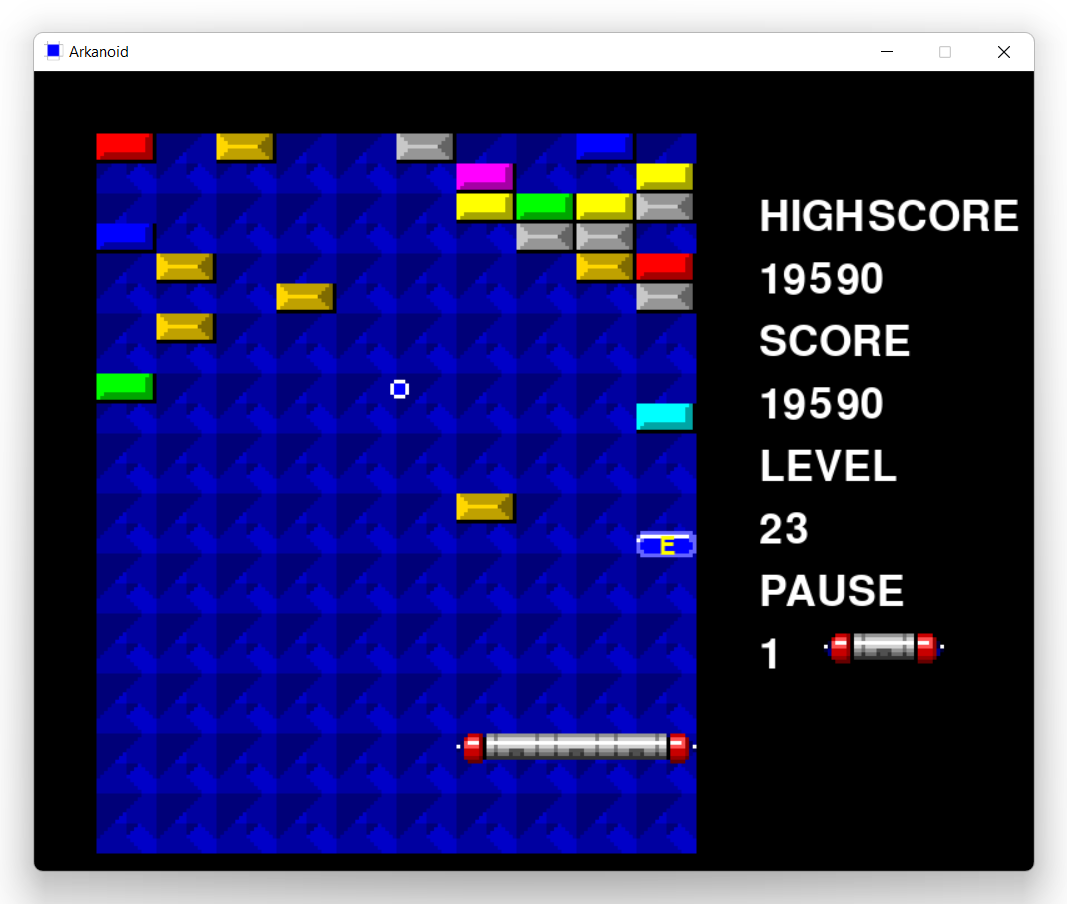 Arkanoid
HIGHSCORE
19590
SCORE
19590
LEVEL
23
E
PAUSE
1